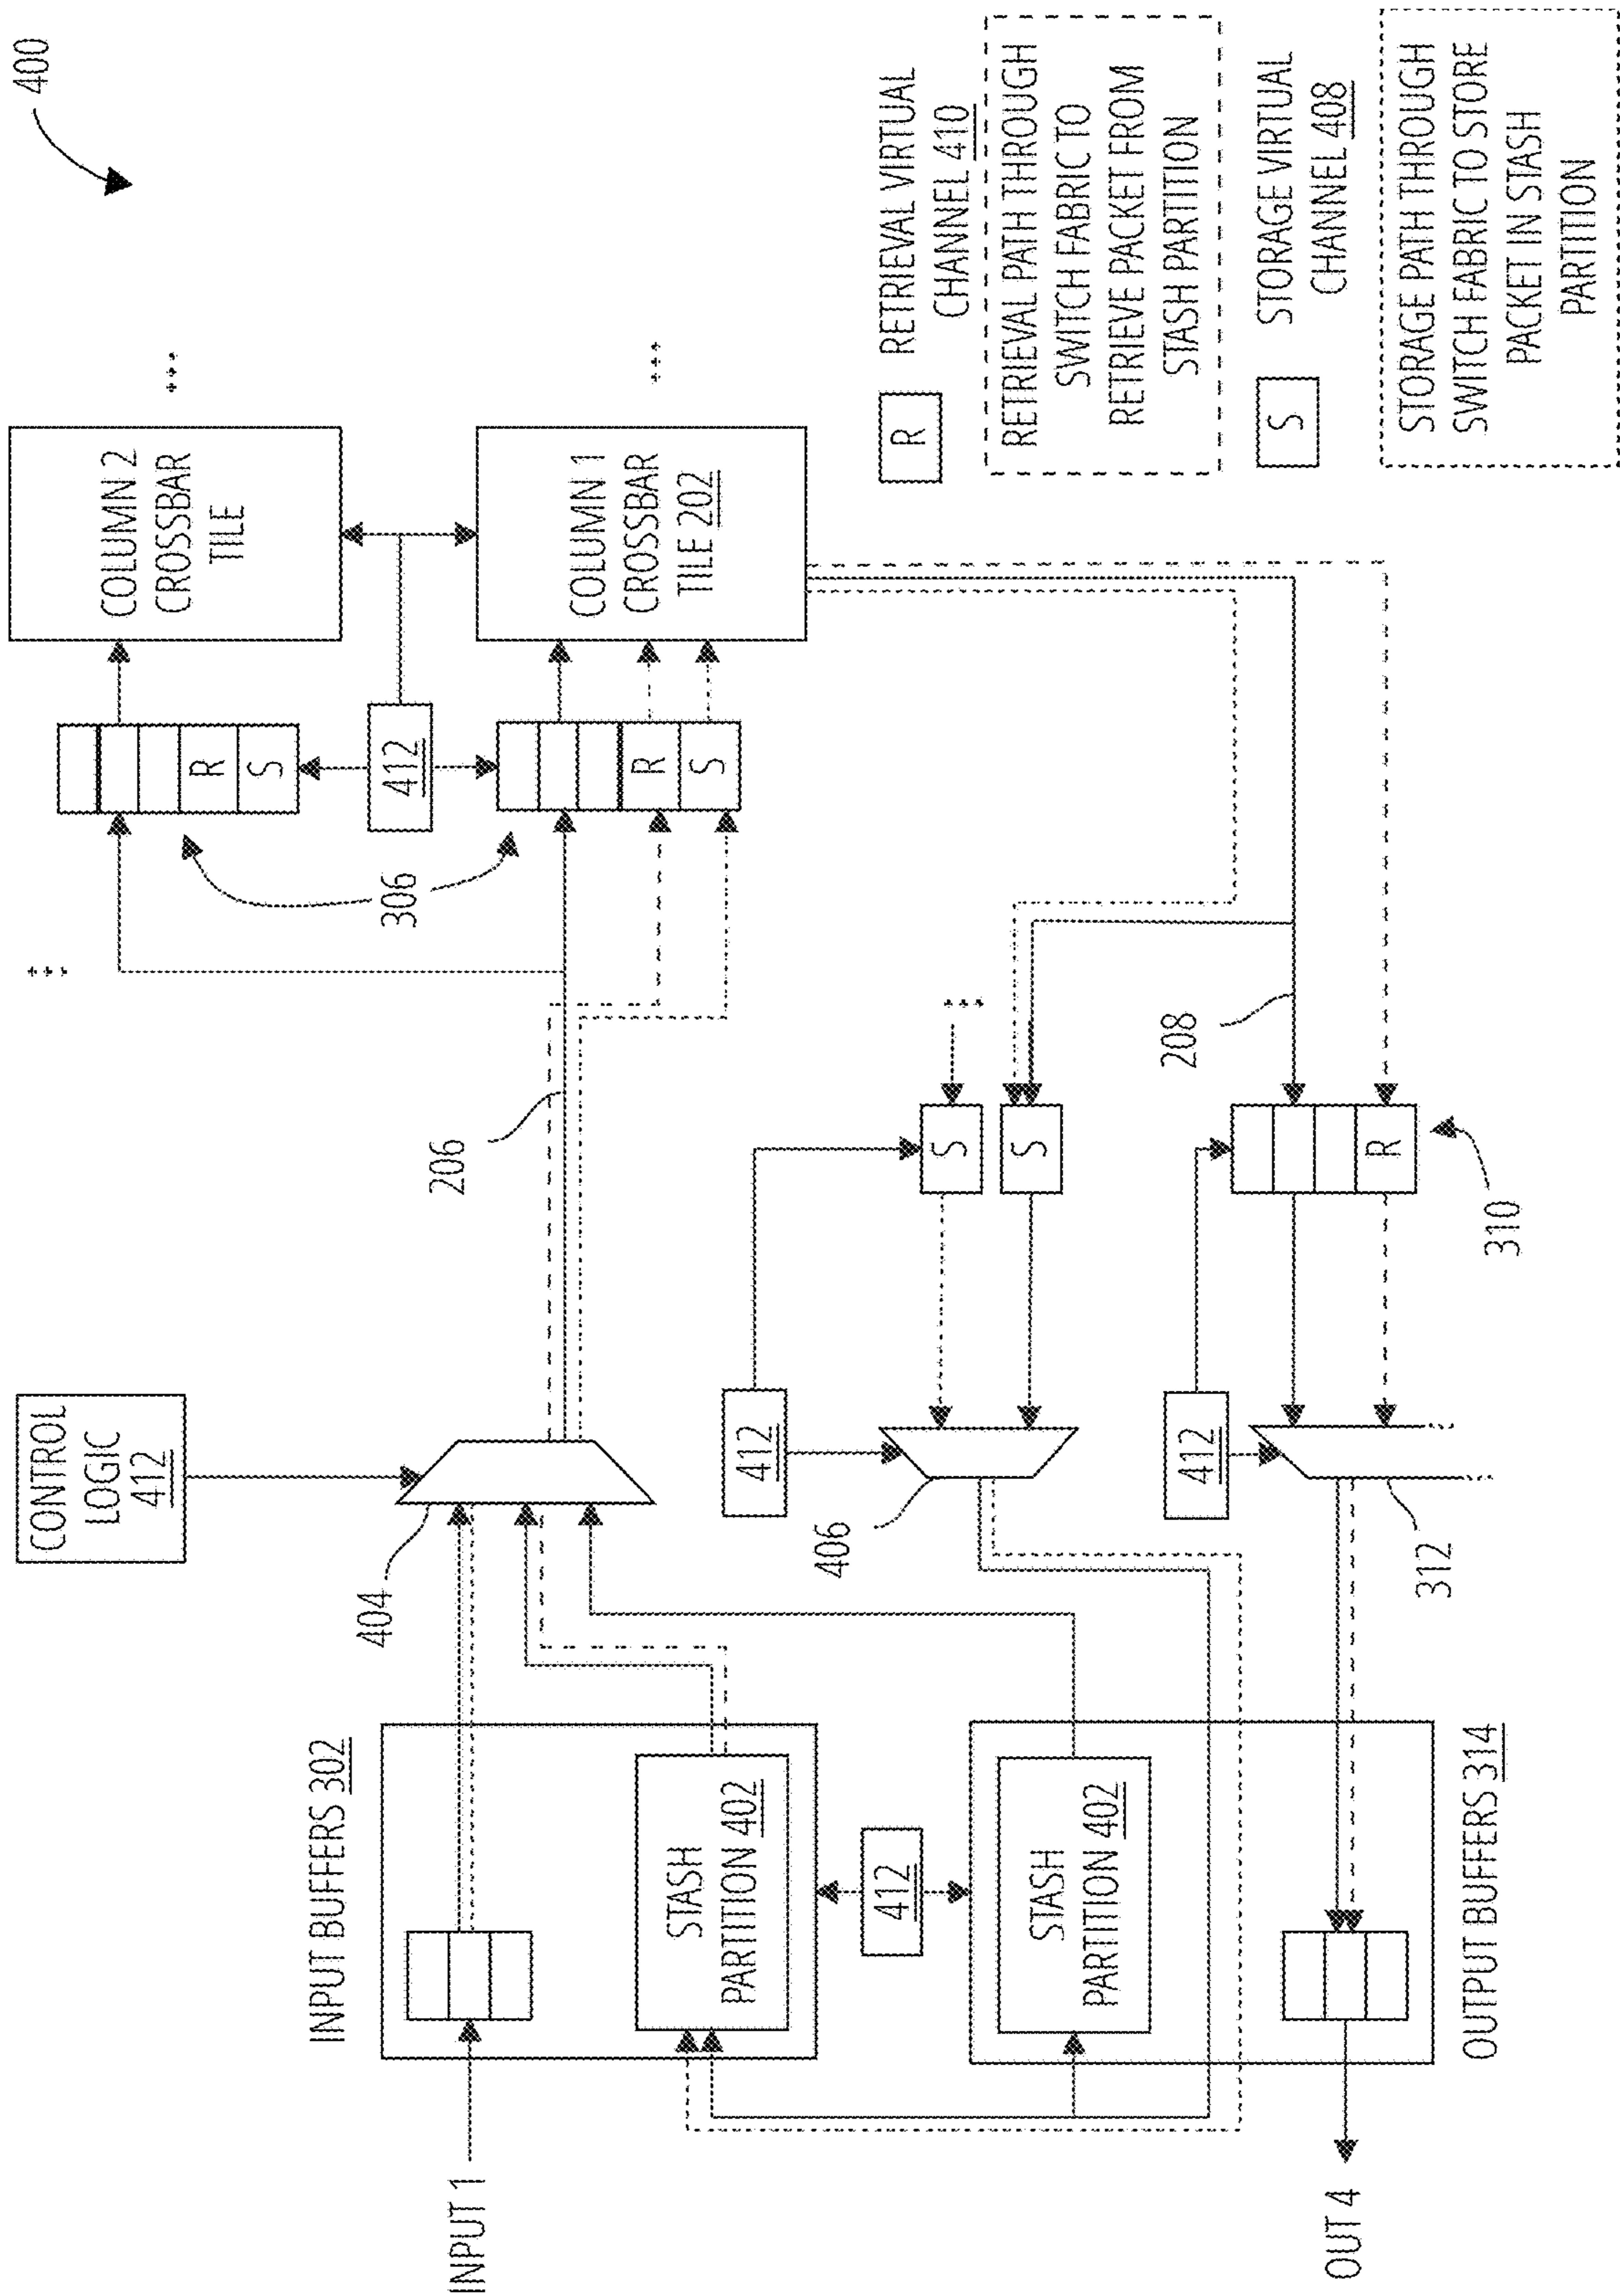 400
CONTROL
LOGIC
412
COLUMN 2
CROSSBAR
TILE
R
S
306
412
COLUMN 1
CROSSBAR
TILE 202
R
S
206
404
INPUT BUFFERS 302
INPUT 1
STASH
PARTITION 402
412
STASH
PARTITION 402
OUTPUT BUFFERS 314
OUT 4
412
406
S
S
208
412
R
310
312
R
RETRIEVAL VIRTUAL
CHANNEL 410
RETRIEVAL PATH THROUGH
SWITCH FABRIC TO
RETRIEVE PACKET FROM
STASH PARTITION
S
STORAGE VIRTUAL
CHANNEL 408
STORAGE PATH THROUGH
SWITCH FABRIC TO STORE
PACKET IN STASH
PARTITION